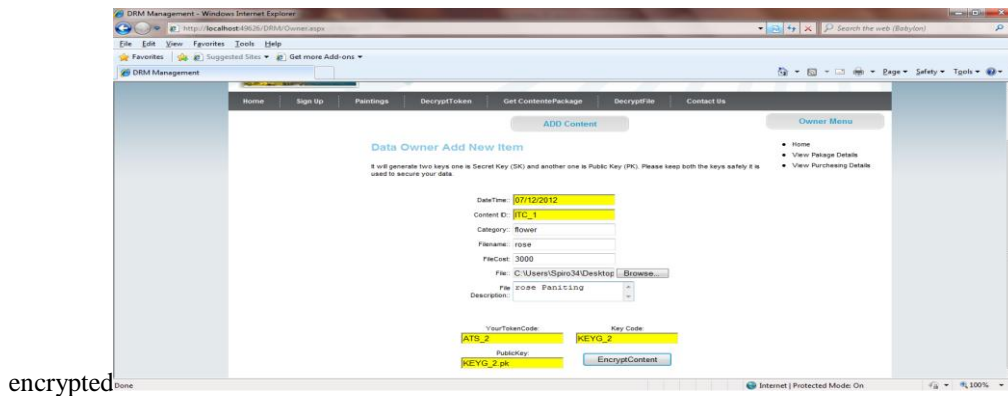 DRM Management - Windows Internet Explorer
http://localhost:49626/DRM/Owner.aspx
Search the web (Babylon)
File Edit View Favorites Tools Help
Favorites Suggested Sites Get more Add-ons
DRM Management
Page Safety Tools
Home Sign Up Paintings DecryptToken Get ContentePackage DecryptFile Contact Us
ADD Content
Owner Menu
Data Owner Add New Item
Home
View Pakage Details
View Purcheeing Details
It will generate two keys one is Secret Key (SK) and another one is Public Key (PK). Please keep both the keys safely it is
used to secure your data.
DateTime:: 07/12/2012
Content ID:: ITC_1
Category:: flower
Filename:: rose
FileCost: 3000
File:: C:\Users\Spiro34\Desktop Browse...
File Description:: rose Paniting
YourTokenCode: Key Code:
ATS_2 KEYG_2
PublicKey:
KEYG_2.pk EncryptContent
encrypted
Done Internet | Protected Mode: On 100%